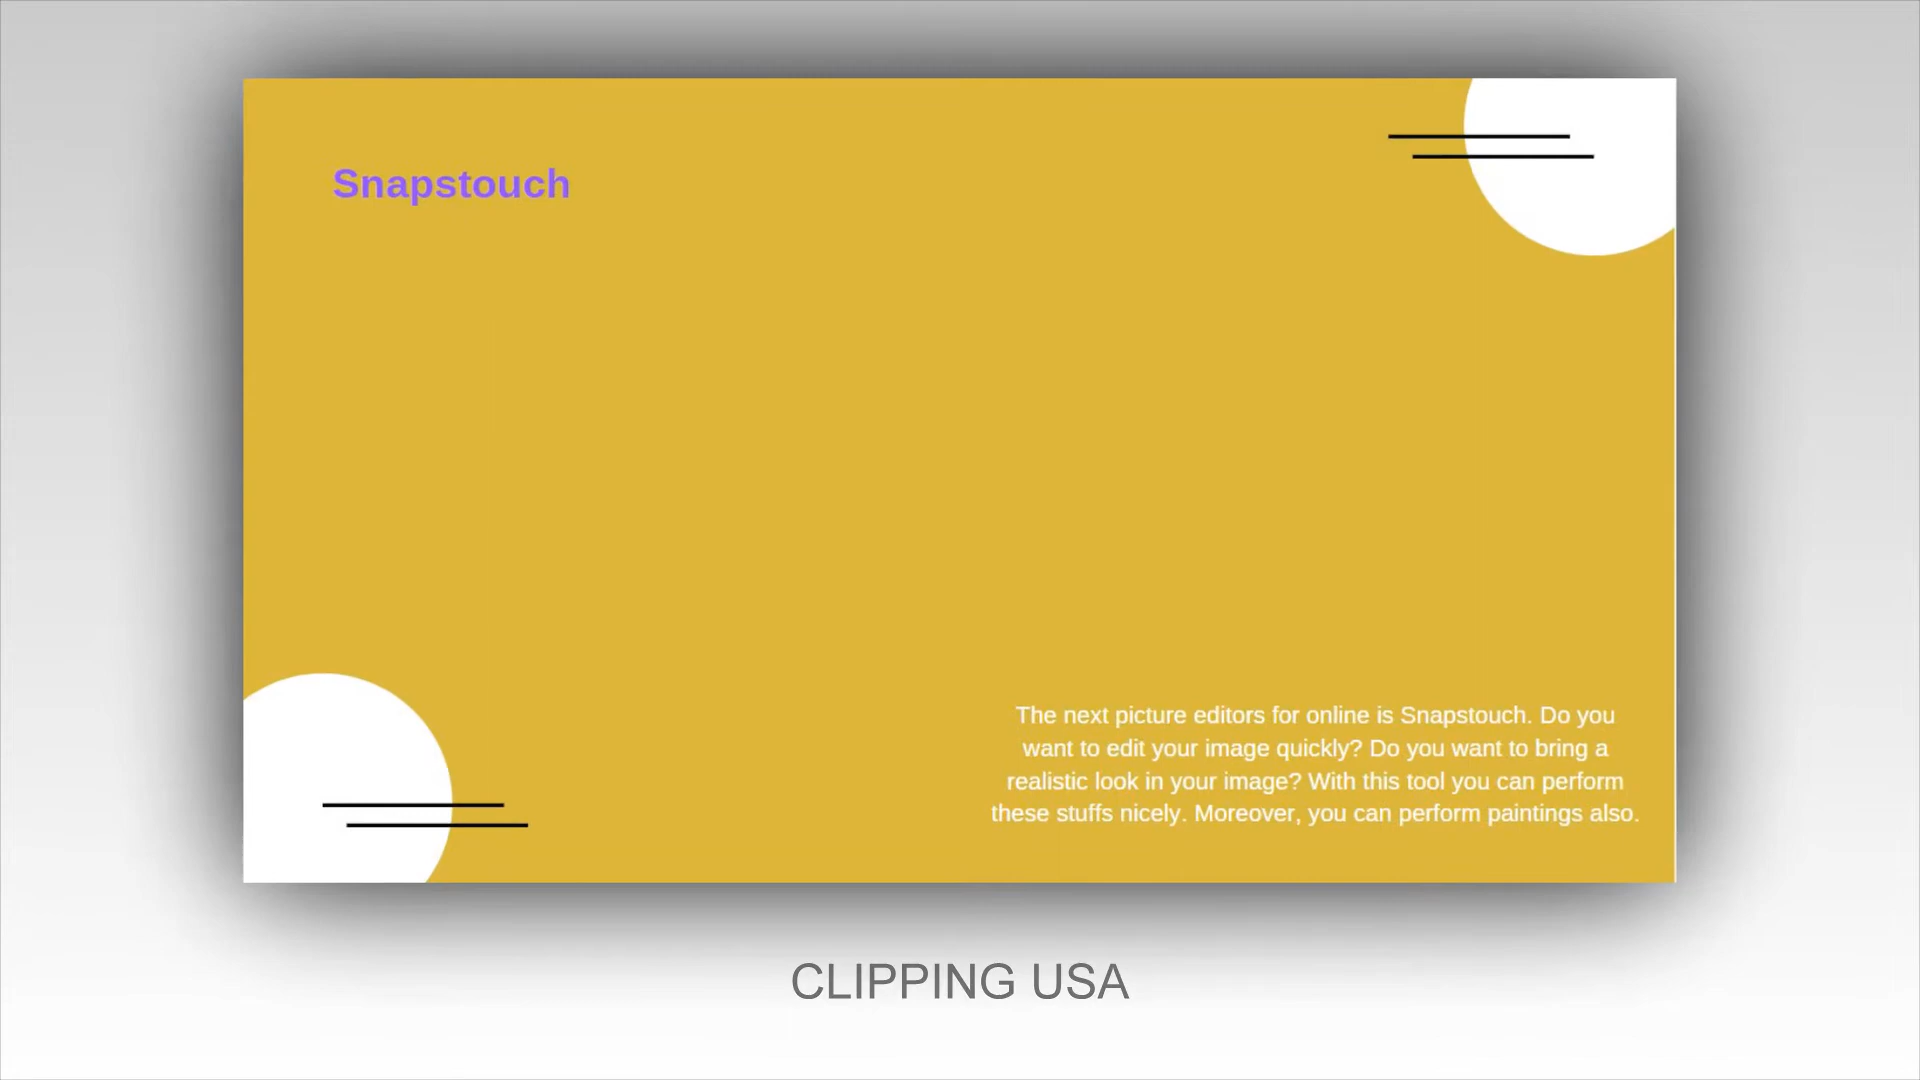 Snapstouch
The next picture editors for online is Snapstouch. Do you
want to edit your image quickly? Do you want to bring a
realistic look in your image? With this tool you can perform
these stuffs nicely. Moreover, you can perform paintings also.
CLIPPING USA